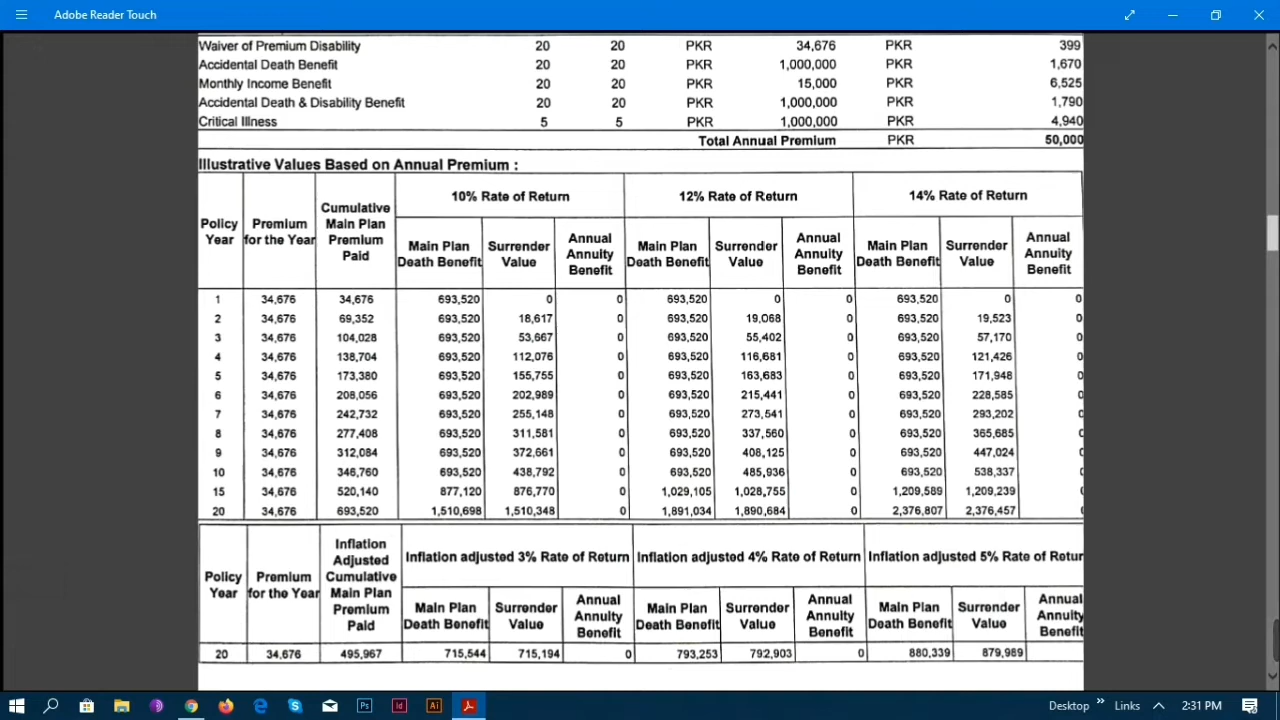 Adobe Reader Touch
Waiver of Premium Disability 20 20 PKR 34,676 PKR 399
Accidental Death Benefit 20 20 PKR 1,000,000 PKR 1,670
Monthly Income Benefit 20 20 PKR 15,000 PKR 6,525
Accidental Death & Disability Benefit 20 20 PKR 1,000,000 PKR 1,790
Critical Illness 5 5 PKR 1,000,000 PKR 4,940
Total Annual Premium PKR 50,000
Illustrative Values Based on Annual Premium :
10% Rate of Return 12% Rate of Return 14% Rate of Return
Policy Year Premium for the Year Cumulative Main Plan Premium Paid Main Plan Death Benefit Surrender Value Annual Annuity Benefit Main Plan Death Benefit Surrender Value Annual Annuity Benefit Main Plan Death Benefit Surrender Value Annual Annuity Benefit
1 34,676 34,676 693,520 0 0 693,520 0 0 693,520 0 0
2 34,676 69,352 693,520 18,617 0 693,520 19,068 0 693,520 19,523 0
3 34,676 104,028 693,520 53,667 0 693,520 55,402 0 693,520 57,170 0
4 34,676 138,704 693,520 112,076 0 693,520 116,681 0 693,520 121,426 0
5 34,676 173,380 693,520 155,755 0 693,520 163,683 0 693,520 171,948 0
6 34,676 208,056 693,520 202,989 0 693,520 215,441 0 693,520 228,585 0
7 34,676 242,732 693,520 255,148 0 693,520 273,541 0 693,520 293,202 0
8 34,676 277,408 693,520 311,581 0 693,520 337,560 0 693,520 365,685 0
9 34,676 312,084 693,520 372,661 0 693,520 408,125 0 693,520 447,024 0
10 34,676 346,760 693,520 438,792 0 693,520 485,936 0 693,520 538,337 0
15 34,676 520,140 877,120 876,770 0 1,029,105 1,028,755 0 1,209,589 1,209,239 0
20 34,676 693,520 1,510,698 1,510,348 0 1,891,034 1,890,684 0 2,376,807 2,376,457 0
Inflation adjusted 3% Rate of Return Inflation adjusted 4% Rate of Return Inflation adjusted 5% Rate of Retur
Policy Year Premium for the Year Inflation Adjusted Cumulative Main Plan Premium Paid Main Plan Death Benefit Surrender Value Annual Annuity Benefit Main Plan Death Benefit Surrender Value Annual Annuity Benefit Main Plan Death Benefit Surrender Value Annual Annuity Benefit
20 34,676 495,967 715,544 715,194 0 793,253 792,903 0 880,339 879,989
Ps Id Ai Desktop Links 2:31 PM